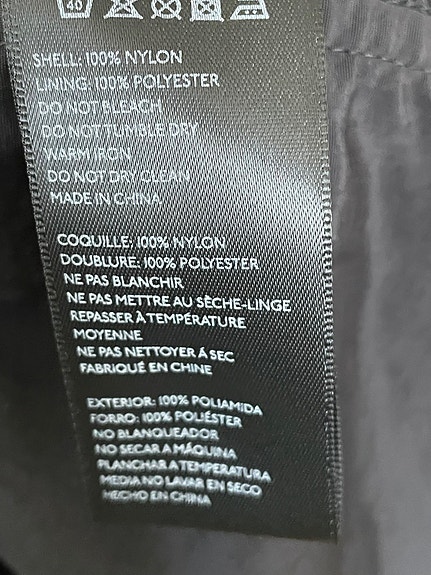 40
SHELL: 100% NYLON
LINING: 100% POLYESTER
DO NOT BLEACH
DO NOT TUMBLE DRY
WARM IRON
DO NOT DRY CLEAN
MADE IN CHINA
COQUILLE: 100% NYLON
DOUBLURE: 100% POLYESTER
NE PAS BLANCHIR
NE PAS METTRE AU SÈCHE-LINGE
REPASSER À TEMPÉRATURE
MOYENNE
NE PAS NETTOYER Á SEC
FABRIQUÉ EN CHINE
EXTERIOR: 100% POLIAMIDA
FORRO: 100% POLIÉSTER
NO BLANQUEADOR
NO SECAR A MÁQUINA
PLANCHAR A TEMPERATURA
MEDIA NO LAVAR EN SECO
HECHO EN CHINA